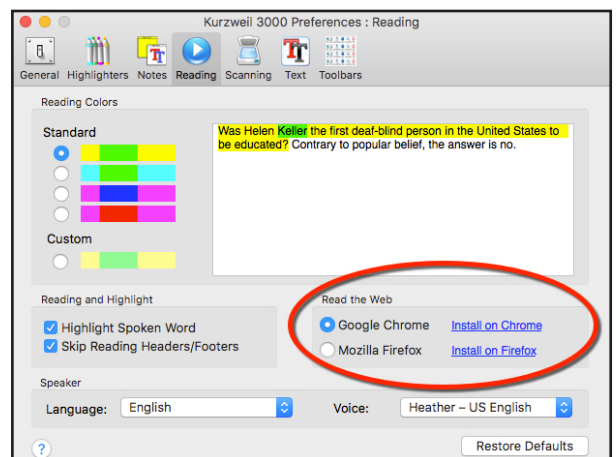 Kurzweil 3000 Preferences : Reading
General Highlighters Notes Reading Scanning Text Toolbars
Reading Colors
Standard
Was Helen Keller the first deaf-blind person in the United States to
be educated? Contrary to popular belief, the answer is no.
Custom
Reading and Highlight
Highlight Spoken Word
Skip Reading Headers/Footers
Read the Web
Google Chrome Install on Chrome
Mozilla Firefox Install on Firefox
Speaker
Language: English Voice: Heather – US English
? Restore Defaults